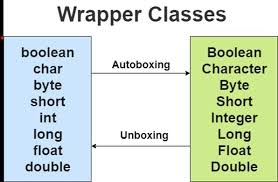 Wrapper Classes
boolean
char
byte
short
int
long
float
double
Autoboxing
Unboxing
Boolean
Character
Byte
Short
Integer
Long
Float
Double